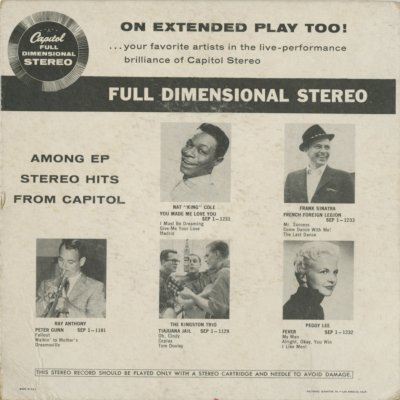 Capitol
FULL
DIMENSIONAL
STEREO
ON EXTENDED PLAY TOO!
...your favorite artists in the live-performance
brilliance of Capitol Stereo
FULL DIMENSIONAL STEREO
AMONG EP
STEREO HITS
FROM CAPITOL
NAT "KING" COLE
YOU MADE ME LOVE YOU
SEP 1—1231
I Must Be Dreaming
Give Me Your Love
Madrid
FRANK SINATRA
FRENCH FOREIGN LEGION
SEP 1—1233
Mr. Success
Come Dance With Me!
The Last Dance
RAY ANTHONY
PETER GUNN SEP 1—1181
Fallout
Walkin' to Mother's
Dreamsville
THE KINGSTON TRIO
TIJUANA JAIL SEP 1—1129
Oh, Cindy
Coplas
Tom Dooley
PEGGY LEE
FEVER SEP 1—1132
My Man
Alright, Okay, You Win
I Like Men!
THIS STEREO RECORD SHOULD BE PLAYED ONLY WITH A STEREO CARTRIDGE AND NEEDLE TO AVOID DAMAGE.